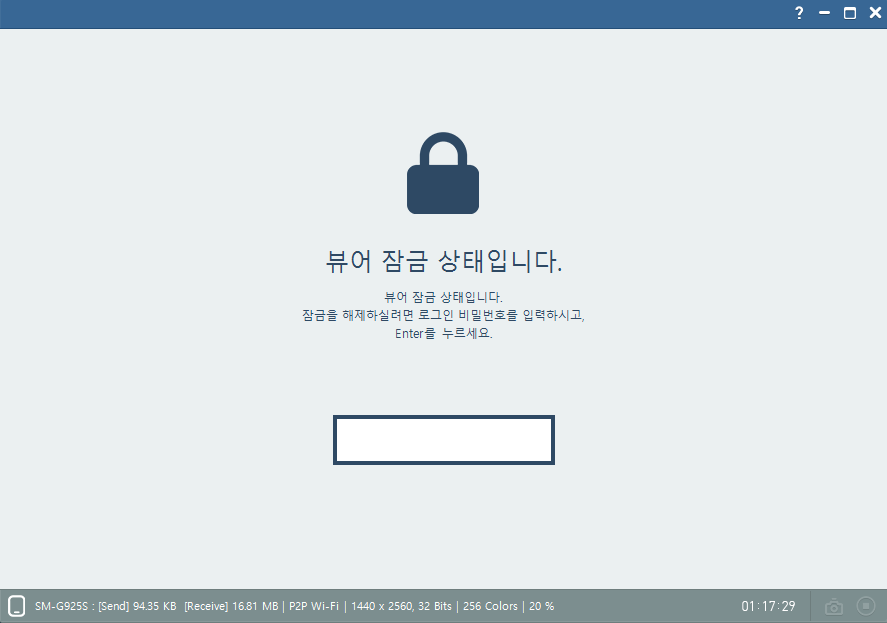 ?
뷰어 잠금 상태입니다.
뷰어 잠금 상태입니다.
잠금을 해제하실려면 로그인 비밀번호를 입력하시고,
Enter를 누르세요.
SM-G925S : [Send] 94.35 KB [Receive] 16.81 MB | P2P Wi-Fi | 1440 x 2560, 32 Bits | 256 Colors | 20 % 01:17:29